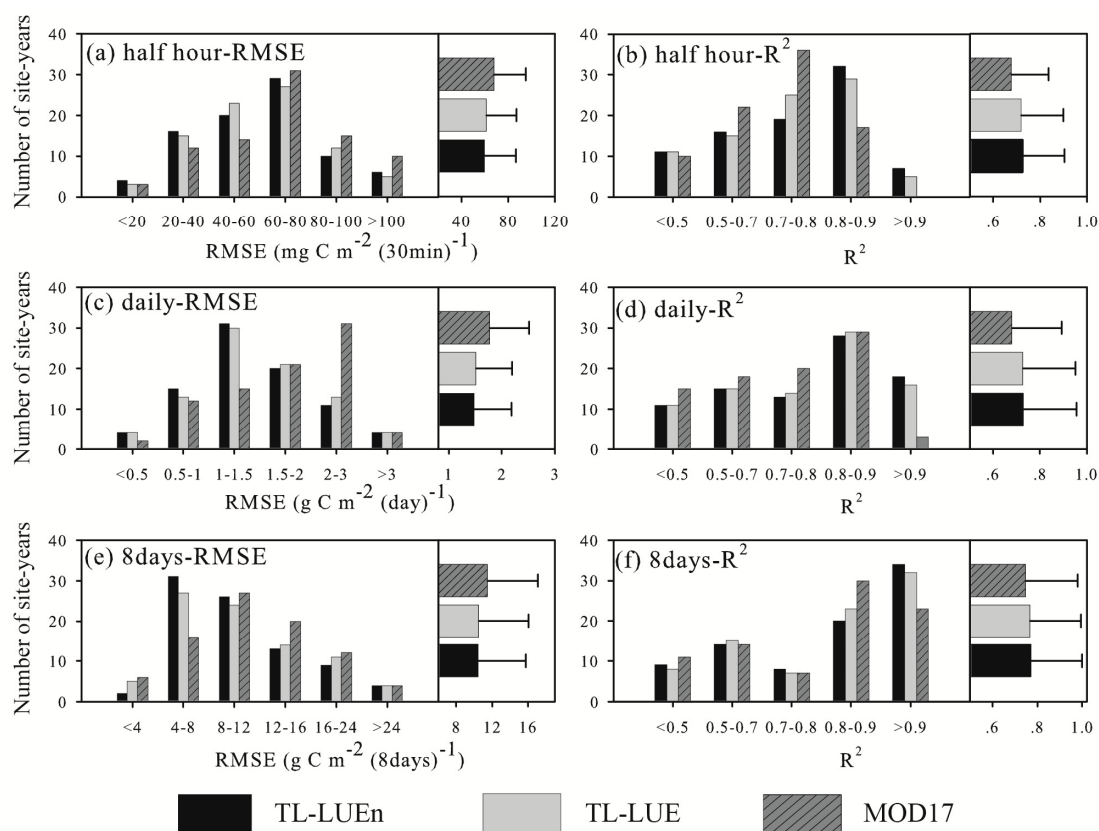 (a) half hour-RMSE
Number of site-years
40
30
20
10
0
<20 20-40 40-60 60-80 80-100 >100
40 80 120
RMSE (mg C m-2 (30min)-1)
(b) half hour-R2
40
30
20
10
0
<0.5 0.5-0.7 0.7-0.8 0.8-0.9 >0.9
.6 .8 1.0
R2
(c) daily-RMSE
Number of site-years
40
30
20
10
0
<0.5 0.5-1 1-1.5 1.5-2 2-3 >3
1 2 3
RMSE (g C m-2 (day)-1)
(d) daily-R2
40
30
20
10
0
<0.5 0.5-0.7 0.7-0.8 0.8-0.9 >0.9
.6 .8 1.0
R2
(e) 8days-RMSE
Number of site-years
40
30
20
10
0
<4 4-8 8-12 12-16 16-24 >24
8 12 16
RMSE (g C m-2 (8days)-1)
(f) 8days-R2
40
30
20
10
0
<0.5 0.5-0.7 0.7-0.8 0.8-0.9 >0.9
.6 .8 1.0
R2
TL-LUEn TL-LUE MOD17